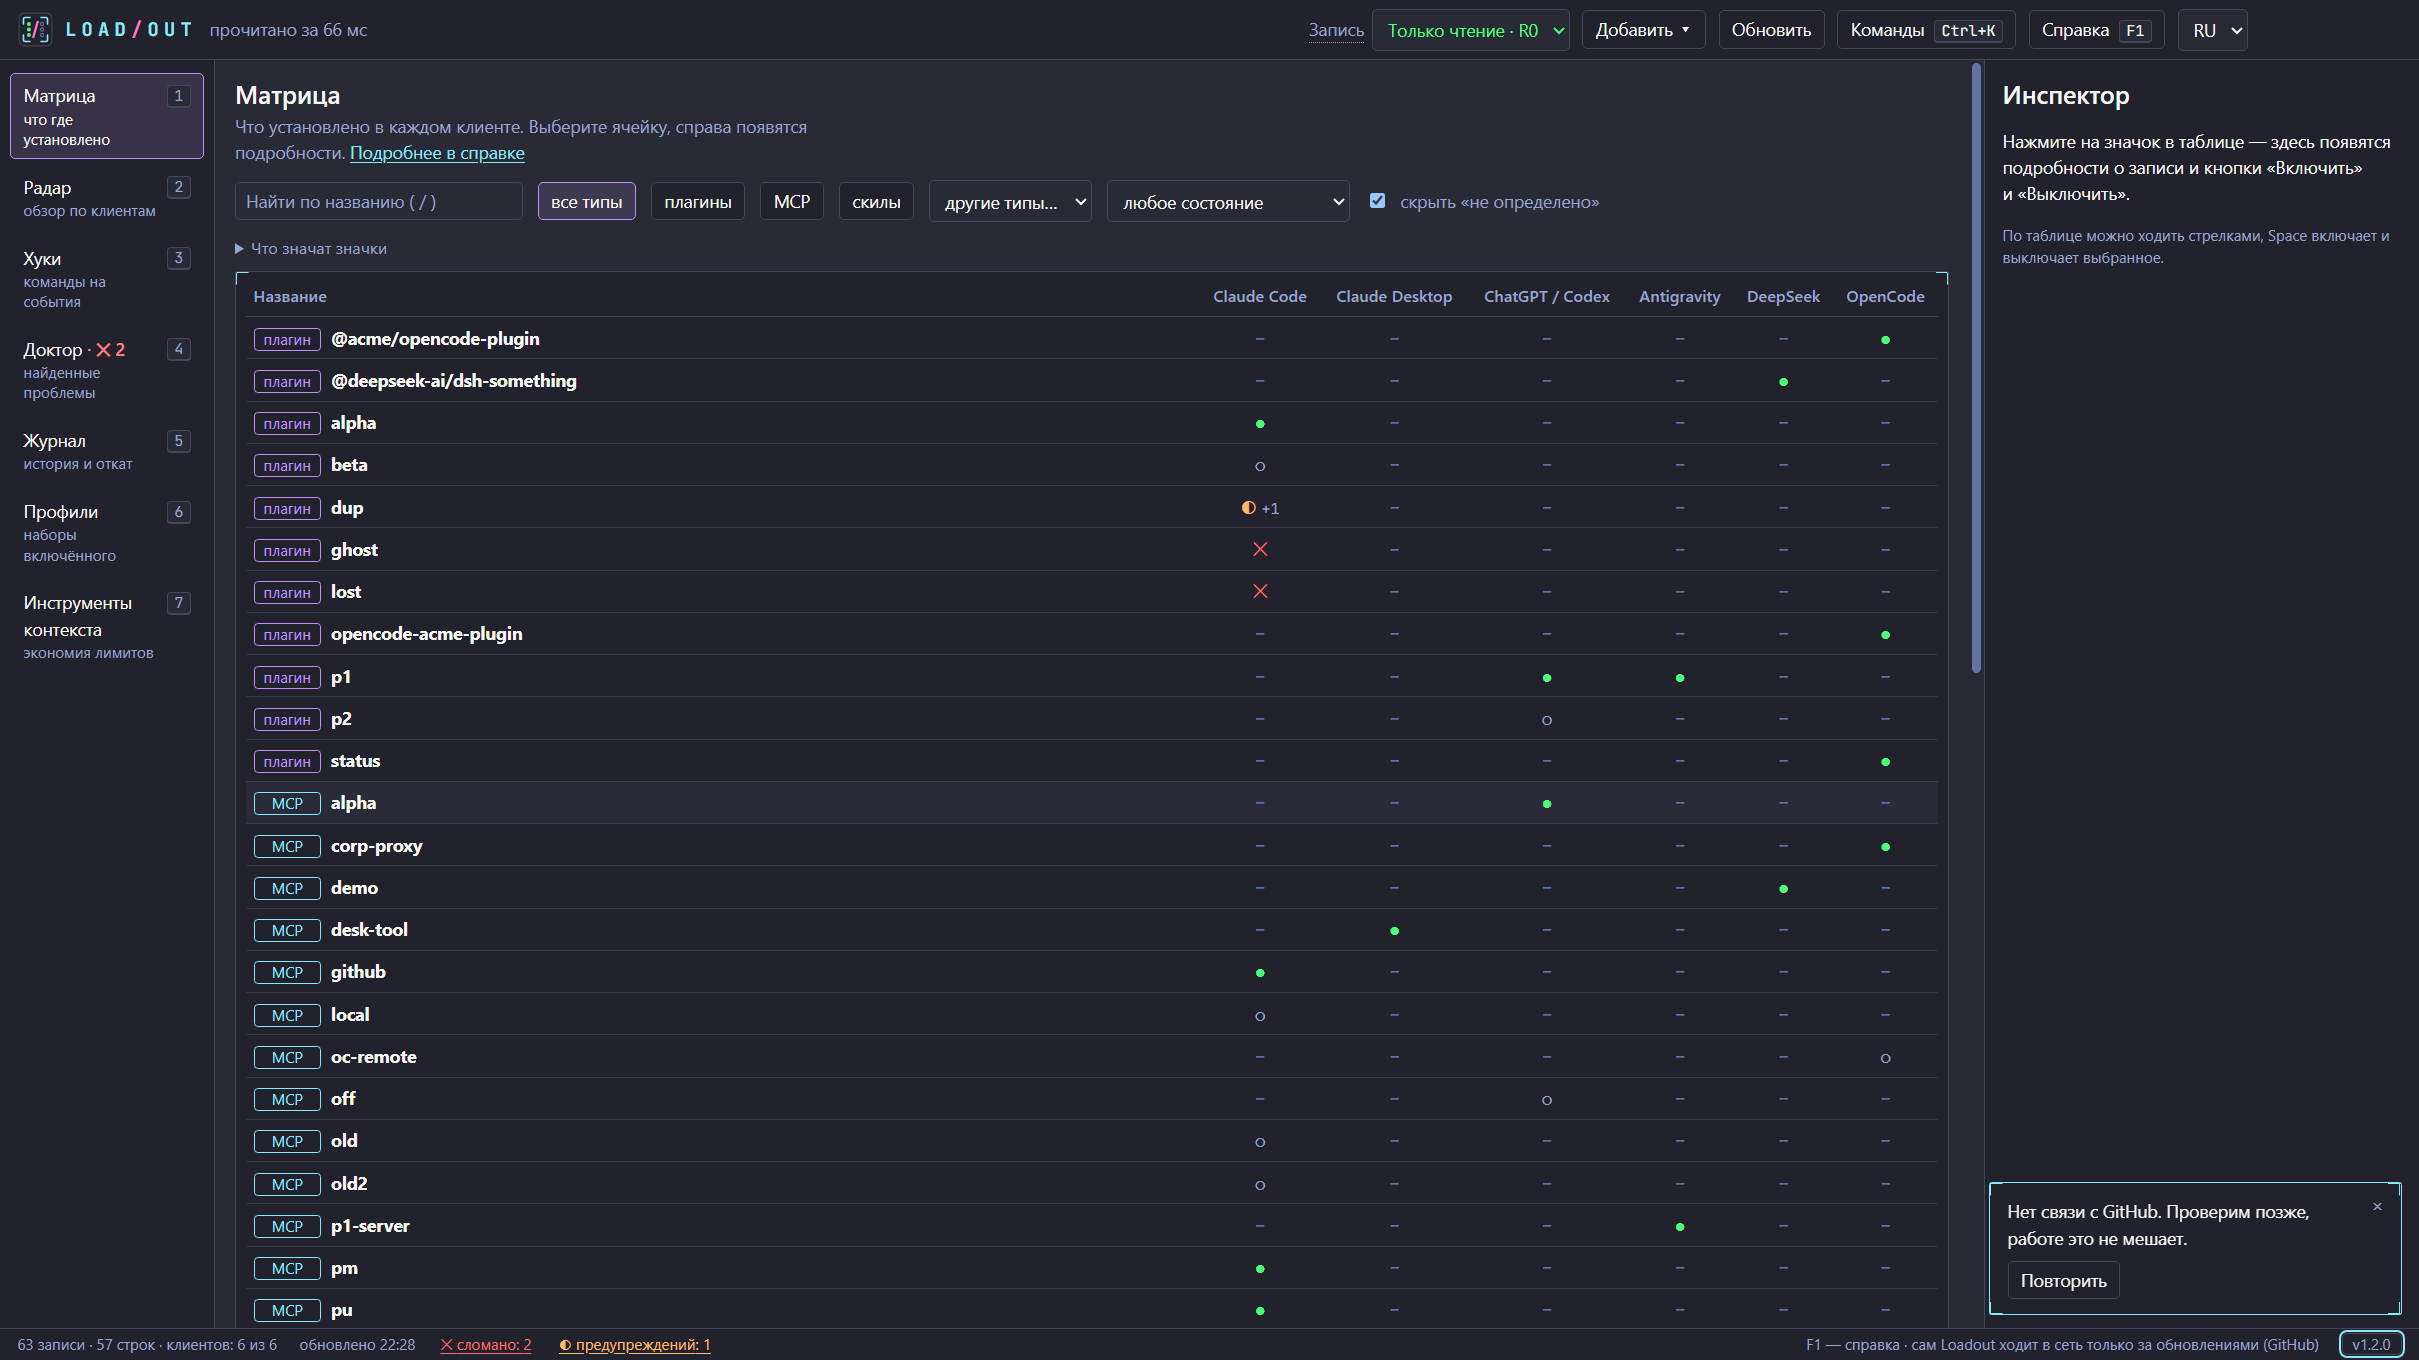 LOAD/OUT прочитано за 66 мс
Запись Только чтение · R0 Добавить ▾ Обновить Команды Ctrl+K Справка F1 RU
Матрица 1
что где
установлено
Радар 2
обзор по клиентам
Хуки 3
команды на
события
Доктор · ✕ 2 4
найденные
проблемы
Журнал 5
история и откат
Профили 6
наборы
включённого
Инструменты 7
контекста
экономия лимитов
Матрица
Что установлено в каждом клиенте. Выберите ячейку, справа появятся
подробности. Подробнее в справке
Найти по названию ( / ) все типы плагины MCP скилы другие типы... любое состояние скрыть «не определено»
▶ Что значат значки
Название Claude Code Claude Desktop ChatGPT / Codex Antigravity DeepSeek OpenCode
плагин @acme/opencode-plugin – – – – – ●
плагин @deepseek-ai/dsh-something – – – – ● –
плагин alpha ● – – – – –
плагин beta ○ – – – – –
плагин dup ◐ +1 – – – – –
плагин ghost ✕ – – – – –
плагин lost ✕ – – – – –
плагин opencode-acme-plugin – – – – – ●
плагин p1 – – ● ● – –
плагин p2 – – ○ – – –
плагин status – – – – – ●
MCP alpha – – ● – – –
MCP corp-proxy – – – – – ●
MCP demo – – – – ● –
MCP desk-tool – ● – – – –
MCP github ● – – – – –
MCP local ○ – – – – –
MCP oc-remote – – – – – ○
MCP off – – ○ – – –
MCP old ○ – – – – –
MCP old2 ○ – – – – –
MCP p1-server – – – ● – –
MCP pm ● – – – – –
MCP pu ● – – – – –
Инспектор
Нажмите на значок в таблице — здесь появятся
подробности о записи и кнопки «Включить»
и «Выключить».
По таблице можно ходить стрелками, Space включает и
выключает выбранное.
Нет связи с GitHub. Проверим позже, ×
работе это не мешает.
Повторить
63 записи · 57 строк · клиентов: 6 из 6 обновлено 22:28 ✕ сломано: 2 ◐ предупреждений: 1 F1 — справка · сам Loadout ходит в сеть только за обновлениями (GitHub) v1.2.0